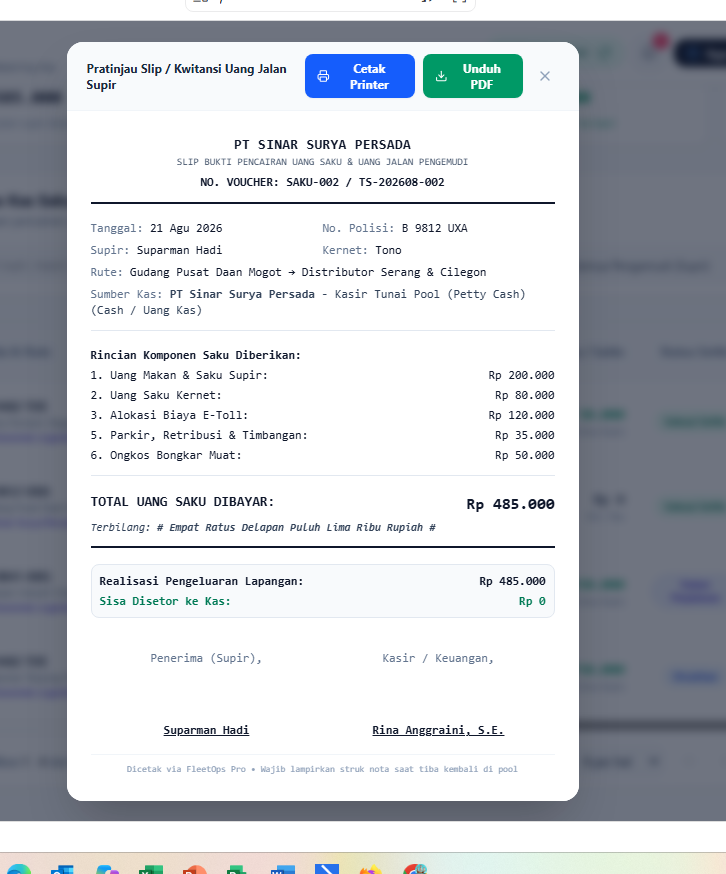 Pratinjau Slip / Kwitansi Uang Jalan
Supir
Cetak
Printer
Unduh
PDF
PT SINAR SURYA PERSADA
SLIP BUKTI PENCAIRAN UANG SAKU & UANG JALAN PENGEMUDI
NO. VOUCHER: SAKU-002 / TS-202608-002
Tanggal: 21 Agu 2026 No. Polisi: B 9812 UXA
Supir: Suparman Hadi Kernet: Tono
Rute: Gudang Pusat Daan Mogot → Distributor Serang & Cilegon
Sumber Kas: PT Sinar Surya Persada - Kasir Tunai Pool (Petty Cash)
(Cash / Uang Kas)
Rincian Komponen Saku Diberikan:
1. Uang Makan & Saku Supir: Rp 200.000
2. Uang Saku Kernet: Rp 80.000
3. Alokasi Biaya E-Toll: Rp 120.000
5. Parkir, Retribusi & Timbangan: Rp 35.000
6. Ongkos Bongkar Muat: Rp 50.000
TOTAL UANG SAKU DIBAYAR: Rp 485.000
Terbilang: # Empat Ratus Delapan Puluh Lima Ribu Rupiah #
Realisasi Pengeluaran Lapangan: Rp 485.000
Sisa Disetor ke Kas: Rp 0
Penerima (Supir), Kasir / Keuangan,
Suparman Hadi Rina Anggraini, S.E.
Dicetak via FleetOps Pro • Wajib lampirkan struk nota saat tiba kembali di pool